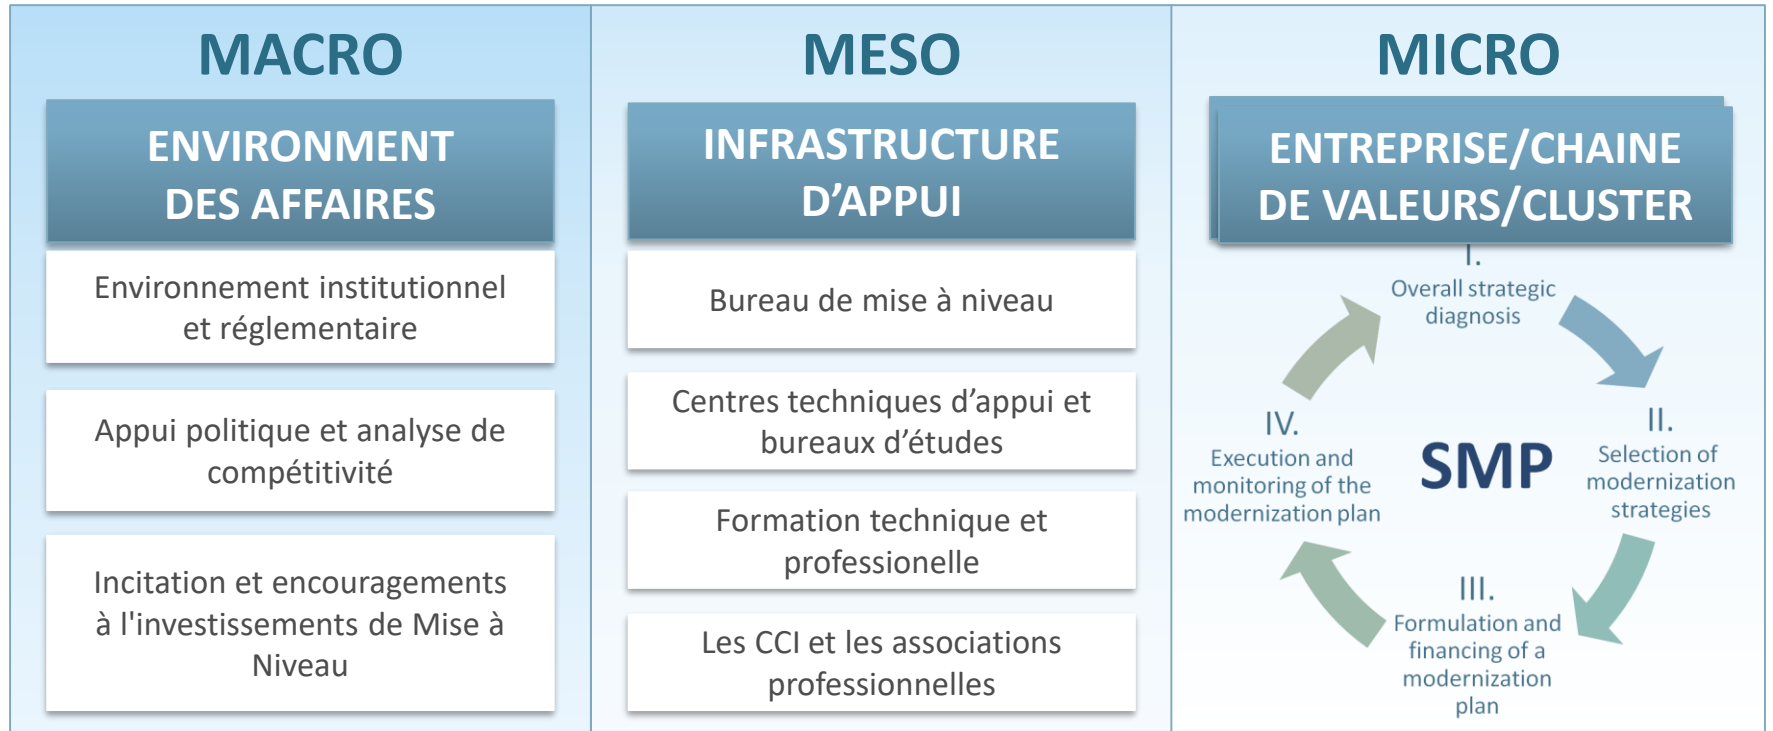 MACRO
ENVIRONMENT
DES AFFAIRES
Environnement institutionnel
et réglementaire
Appui politique et analyse de
compétitivité
Incitation et encouragements
à l'investissements de Mise à
Niveau
MESO
INFRASTRUCTURE
D’APPUI
Bureau de mise à niveau
Centres techniques d’appui et
bureaux d’études
Formation technique et
professionelle
Les CCI et les associations
professionnelles
MICRO
ENTREPRISE/CHAINE
DE VALEURS/CLUSTER
I.
Overall strategic
diagnosis
II.
Selection of
modernization
strategies
III.
Formulation and
financing of a
modernization
plan
IV.
Execution and
monitoring of the
modernization plan
SMP